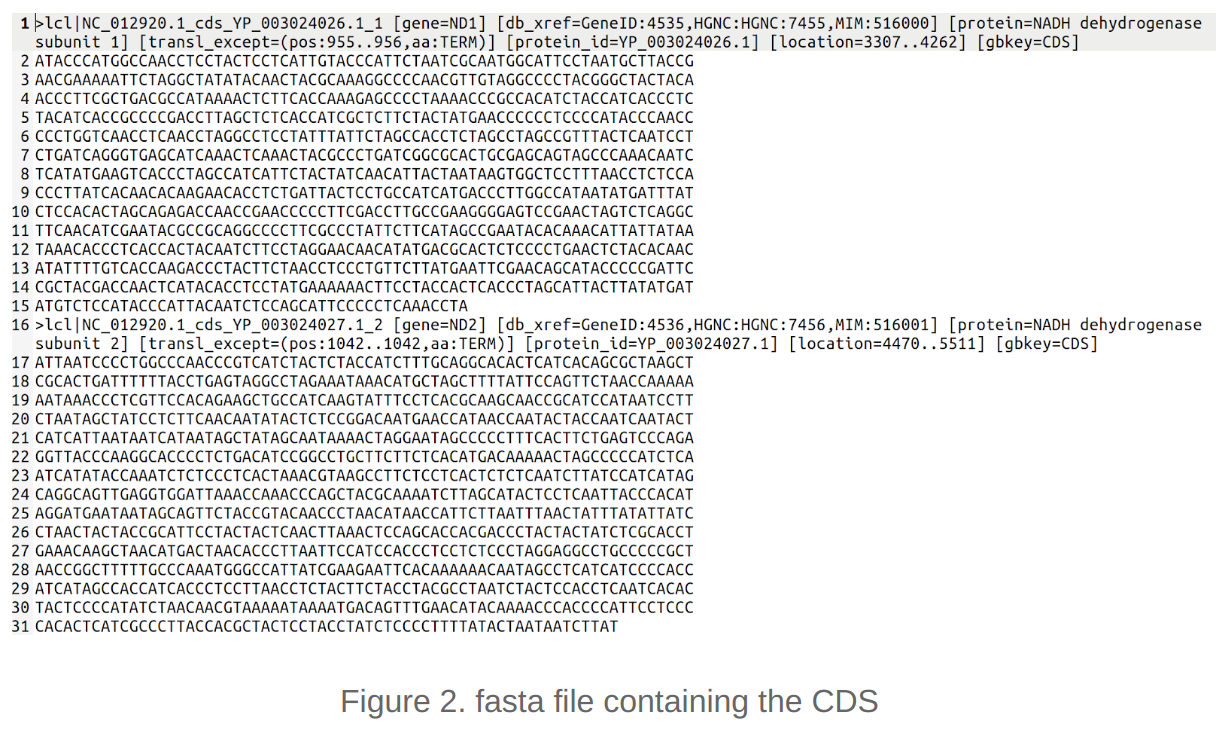 1 >lcl|NC_012920.1_cds_YP_003024026.1_1 [gene=ND1] [db_xref=GeneID:4535,HGNC:HGNC:7455,MIM:516000] [protein=NADH dehydrogenase
subunit 1] [transl_except=(pos:955..956,aa:TERM)] [protein_id=YP_003024026.1] [location=3307..4262] [gbkey=CDS]
2 ATACCCATGGCCAACCTCCTACTCCTCATTGTACCCATTCTAATCGCAATGGCATTCCTAATGCTTACCG
3 AACGAAAAATTCTAGGCTATATACAACTACGCAAAGGCCCCAACGTTGTAGGCCCCTACGGGCTACTACA
4 ACCCTTCGCTGACGCCATAAAACTCTTCACCAAAGAGCCCCTAAAACCCGCCACATCTACCATCACCCTC
5 TACATCACCGCCCCGACCTTAGCTCTCACCATCGCTCTTCTACTATGAACCCCCCTCCCCATACCCAACC
6 CCCTGGTCAACCTCAACCTAGGCCTCCTATTTATTCTAGCCACCTCTAGCCTAGCCGTTTACTCAATCCT
7 CTGATCAGGGTGAGCATCAAACTCAAACTACGCCCTGATCGGCGCACTGCGAGCAGTAGCCCAAACAATC
8 TCATATGAAGTCACCCTAGCCATCATTCTACTATCAACATTACTAATAAGTGGCTCCTTTAACCTCTCCA
9 CCCTTATCACAACACAAGAACACCTCTGATTACTCCTGCCATCATGACCCTTGGCCATAATATGATTTAT
10 CTCCACACTAGCAGAGACCAACCGAACCCCCTTCGACCTTGCCGAAGGGGAGTCCGAACTAGTCTCAGGC
11 TTCAACATCGAATACGCCGCAGGCCCCTTCGCCCTATTCTTCATAGCCGAATACACAAACATTATTATAA
12 TAAACACCCTCACCACTACAATCTTCCTAGGAACAACATATGACGCACTCTCCCCTGAACTCTACACAAC
13 ATATTTTGTCACCAAGACCCTACTTCTAACCTCCCTGTTCTTATGAATTCGAACAGCATACCCCCGATTC
14 CGCTACGACCAACTCATACACCTCCTATGAAAAAACTTCCTACCACTCACCCTAGCATTACTTATATGAT
15 ATGTCTCCATACCCATTACAATCTCCAGCATTCCCCCTCAAACCTA
16 >lcl|NC_012920.1_cds_YP_003024027.1_2 [gene=ND2] [db_xref=GeneID:4536,HGNC:HGNC:7456,MIM:516001] [protein=NADH dehydrogenase
subunit 2] [transl_except=(pos:1042..1042,aa:TERM)] [protein_id=YP_003024027.1] [location=4470..5511] [gbkey=CDS]
17 ATTAATCCCCTGGCCCAACCCGTCATCTACTCTACCATCTTTGCAGGCACACTCATCACAGCGCTAAGCT
18 CGCACTGATTTTTTACCTGAGTAGGCCTAGAAATAAACATGCTAGCTTTTATTCCAGTTCTAACCAAAAA
19 AATAAACCCTCGTTCCACAGAAGCTGCCATCAAGTATTTCCTCACGCAAGCAACCGCATCCATAATCCTT
20 CTAATAGCTATCCTCTTCAACAATATACTCTCCGGACAATGAACCATAACCAATACTACCAATCAATACT
21 CATCATTAATAATCATAATAGCTATAGCAATAAAACTAGGAATAGCCCCCTTTCACTTCTGAGTCCCAGA
22 GGTTACCCAAGGCACCCCTCTGACATCCGGCCTGCTTCTTCTCACATGACAAAAACTAGCCCCCATCTCA
23 ATCATATACCAAATCTCTCCCTCACTAAACGTAAGCCTTCTCCTCACTCTCTCAATCTTATCCATCATAG
24 CAGGCAGTTGAGGTGGATTAAACCAAACCCAGCTACGCAAAATCTTAGCATACTCCTCAATTACCCACAT
25 AGGATGAATAATAGCAGTTCTACCGTACAACCCTAACATAACCATTCTTAATTTAACTATTTATATTATC
26 CTAACTACTACCGCATTCCTACTACTCAACTTAAACTCCAGCACCACGACCCTACTACTATCTCGCACCT
27 GAAACAAGCTAACATGACTAACACCCTTAATTCCATCCACCCTCCTCTCCCTAGGAGGCCTGCCCCCGCT
28 AACCGGCTTTTTGCCCAAATGGGCCATTATCGAAGAATTCACAAAAAACAATAGCCTCATCATCCCCACC
29 ATCATAGCCACCATCACCCTCCTTAACCTCTACTTCTACCTACGCCTAATCTACTCCACCTCAATCACAC
30 TACTCCCCATATCTAACAACGTAAAAATAAAATGACAGTTTGAACATACAAAACCCACCCCATTCCTCCC
31 CACACTCATCGCCCTTACCACGCTACTCCTACCTATCTCCCCTTTTATACTAATAATCTTAT
Figure 2. fasta file containing the CDS